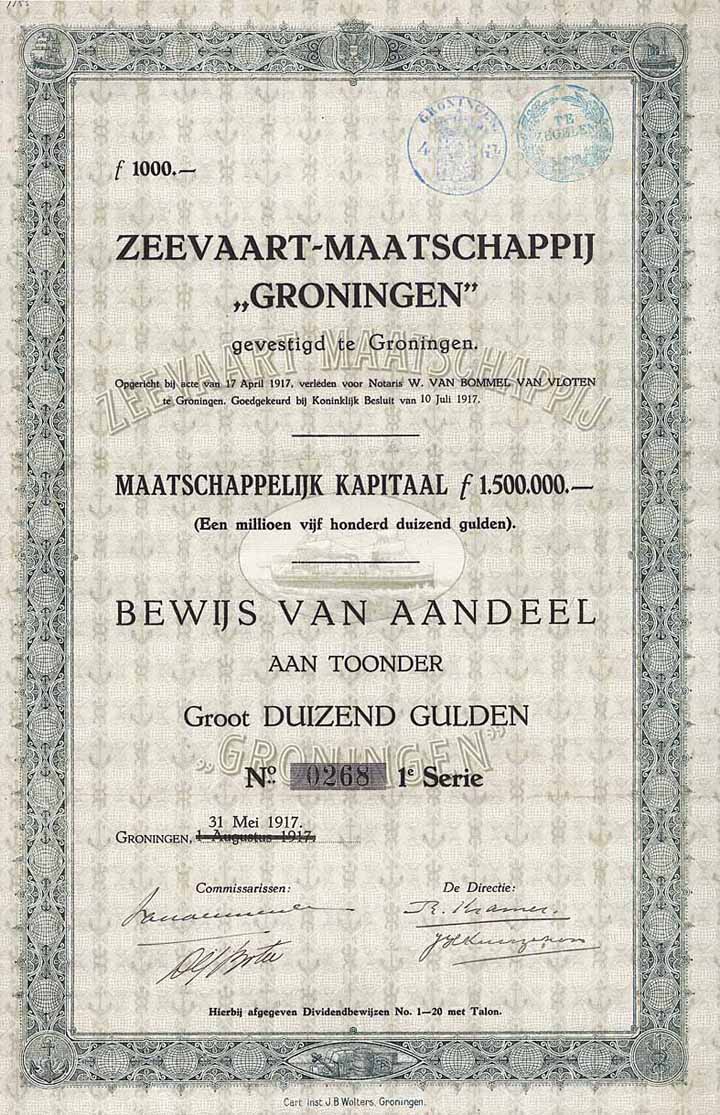 GRONINGEN
TE
ZEGELEN
f 1000.—
ZEEVAART-MAATSCHAPPIJ
„GRONINGEN”
gevestigd te Groningen.
ZEEVAART MAATSCHAPPIJ
Opgericht bij acte van 17 April 1917, verleden voor Notaris W. VAN BOMMEL VAN VLOTEN
te Groningen. Goedgekeurd bij Koninklijk Besluit van 10 Juli 1917.
MAATSCHAPPELIJK KAPITAAL f 1.500.000.—
(Een millioen vijf honderd duizend gulden).
BEWIJS VAN AANDEEL
AAN TOONDER
Groot DUIZEND GULDEN
„GRONINGEN”
No. 0268 1e Serie
31 Mei 1917.
GRONINGEN, 1 Augustus 1917.
Commissarissen: De Directie:
R. Kramer.
Hierbij afgegeven Dividendbewijzen No. 1—20 met Talon.
Cart. Inst. J.B. Wolters, Groningen.